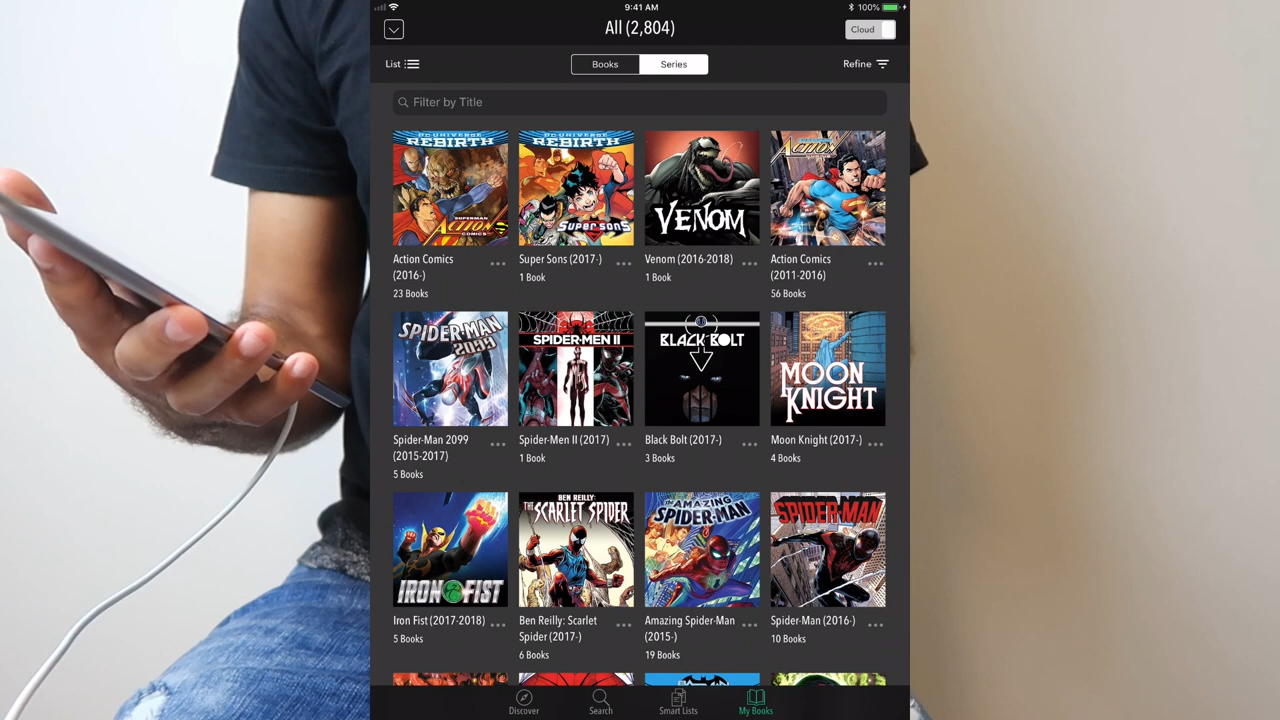 9:41 AM
100%
All (2,804)
Cloud
List
Books
Series
Refine
Filter by Title
DC UNIVERSE
REBIRTH
SUPERMAN
ACTION
COMICS
DC UNIVERSE
REBIRTH
SUPER SONS
VENOM
ACTION
Action Comics
(2016-)
23 Books
Super Sons (2017-)
1 Book
Venom (2016-2018)
1 Book
Action Comics
(2011-2016)
56 Books
SPIDER-MAN
2099
SPIDER-MEN II
BLACK BOLT
MOON
KNIGHT
Spider-Man 2099
(2015-2017)
5 Books
Spider-Men II (2017)
1 Book
Black Bolt (2017-)
3 Books
Moon Knight (2017-)
4 Books
IRON FIST
BEN REILLY:
THE SCARLET SPIDER
THE AMAZING
SPIDER-MAN
SPIDER-MAN
Iron Fist (2017-2018)
5 Books
Ben Reilly: Scarlet
Spider (2017-)
6 Books
Amazing Spider-Man
(2015-)
19 Books
Spider-Man (2016-)
10 Books
Discover
Search
Smart Lists
My Books